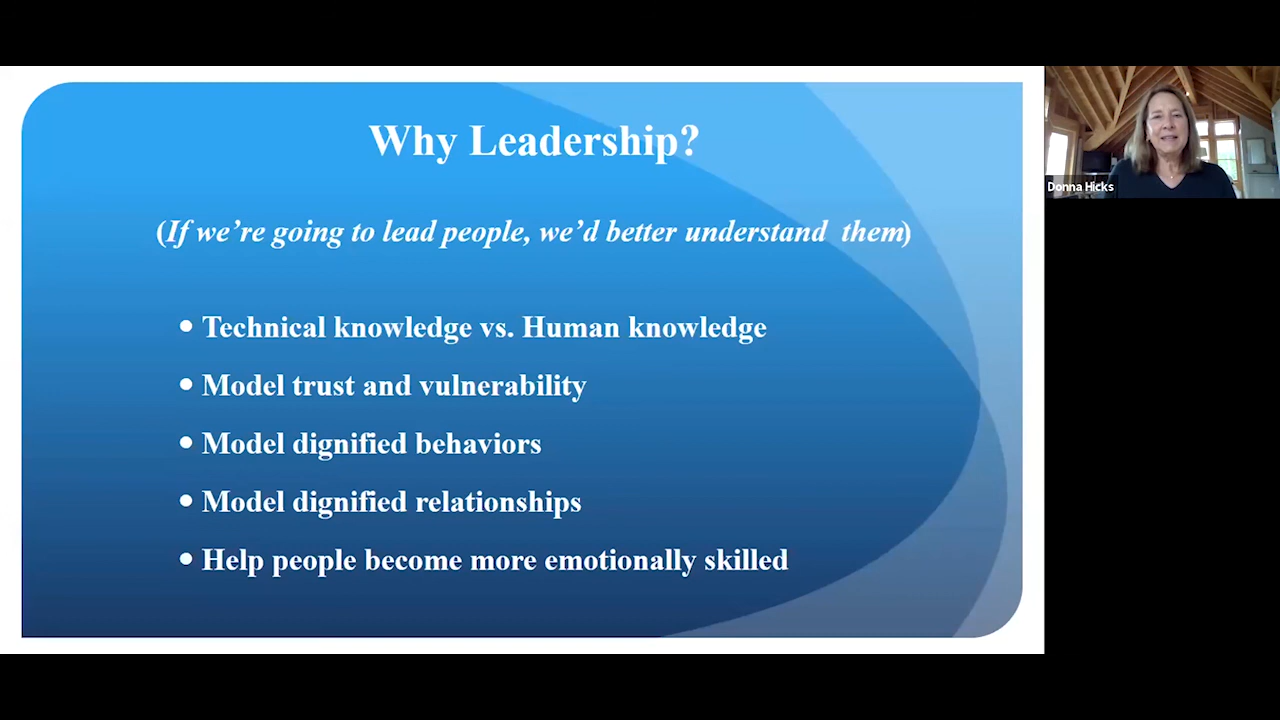 Why Leadership?
(If we're going to lead people, we'd better understand  them)
• Technical knowledge vs. Human knowledge
• Model trust and vulnerability
• Model dignified behaviors
• Model dignified relationships
• Help people become more emotionally skilled
Donna Hicks